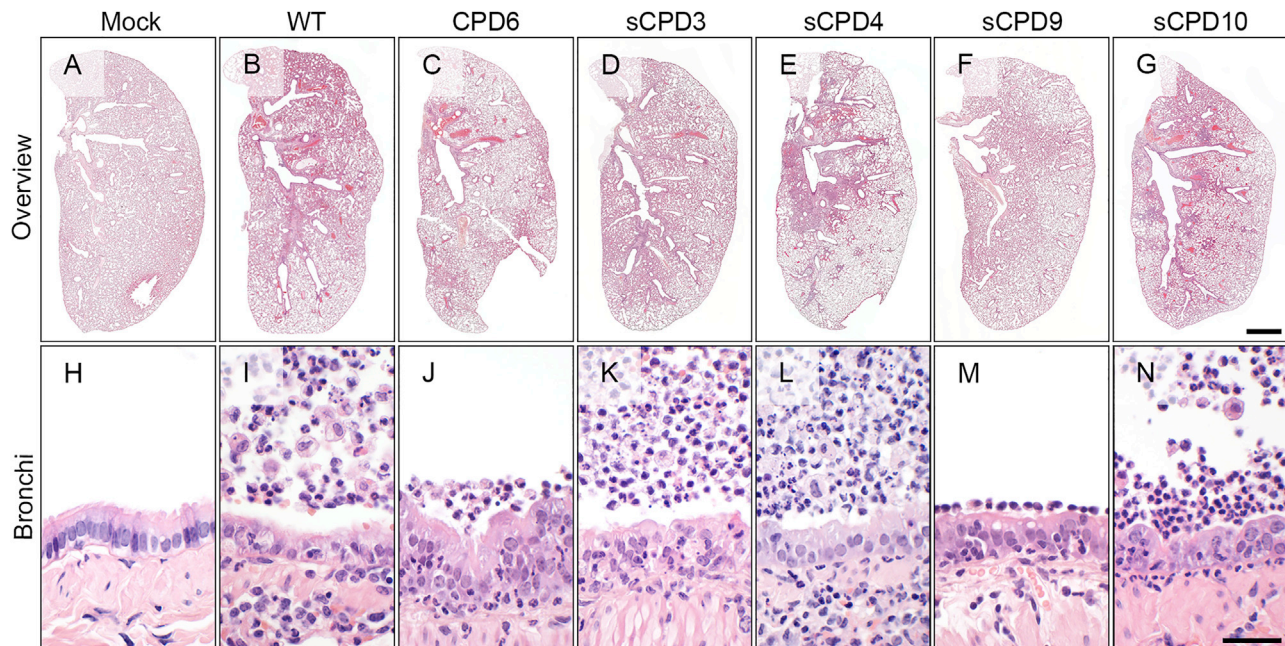 Mock WT CPD6 sCPD3 sCPD4 sCPD9 sCPD10
Overview
A B C D E F G
Bronchi
H I J K L M N